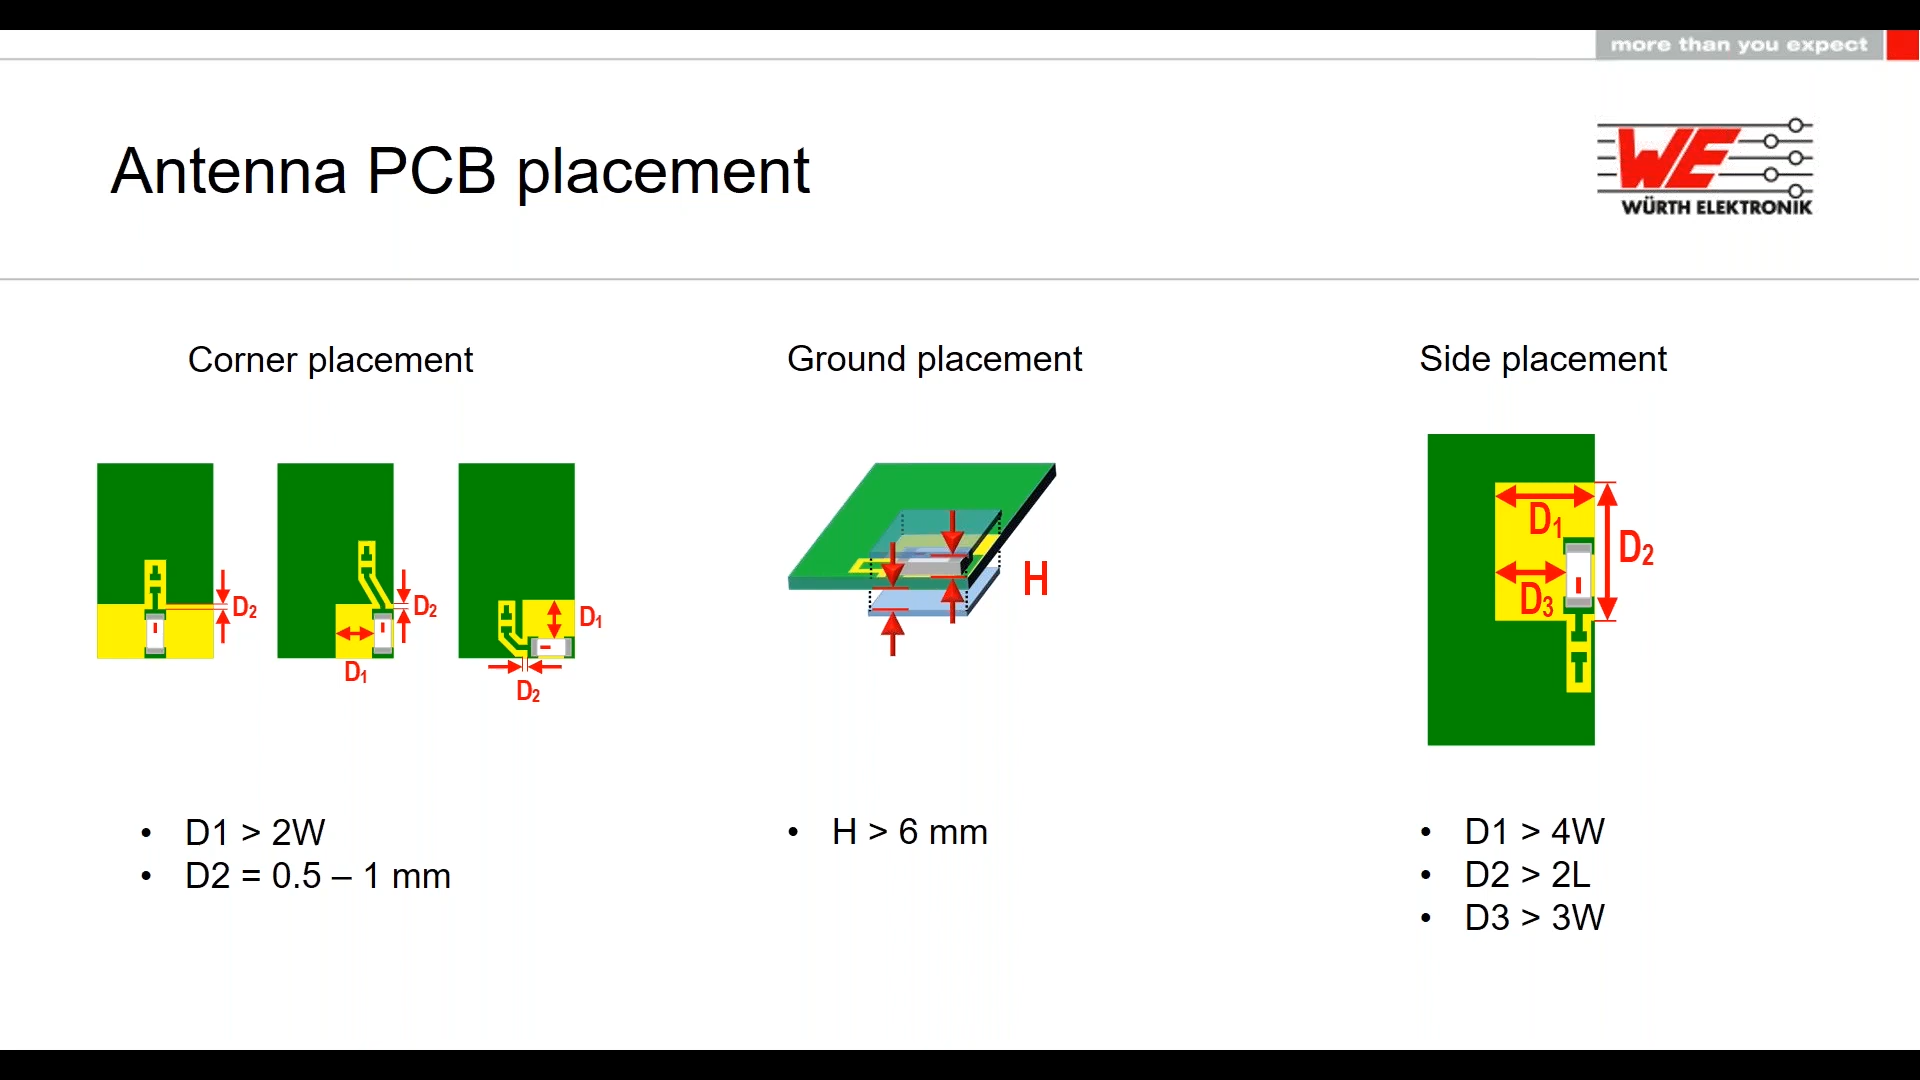 more than you expect
Antenna PCB placement
WE
WÜRTH ELEKTRONIK
Corner placement
Ground placement
Side placement
D2
D1
D2
D1
D2
H
D1
D2
D3
• D1 > 2W
• D2 = 0.5 – 1 mm
• H > 6 mm
• D1 > 4W
• D2 > 2L
• D3 > 3W